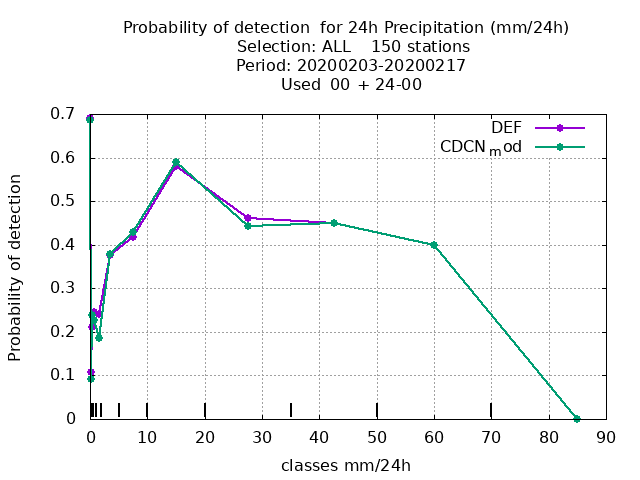 Probability of detection  for 24h Precipitation (mm/24h)
Selection: ALL    150 stations
Period: 20200203-20200217
Used  00 + 24-00
Probability of detection
0.7
0.6
0.5
0.4
0.3
0.2
0.1
0
DEF
CDCNmod
0 10 20 30 40 50 60 70 80 90
classes mm/24h